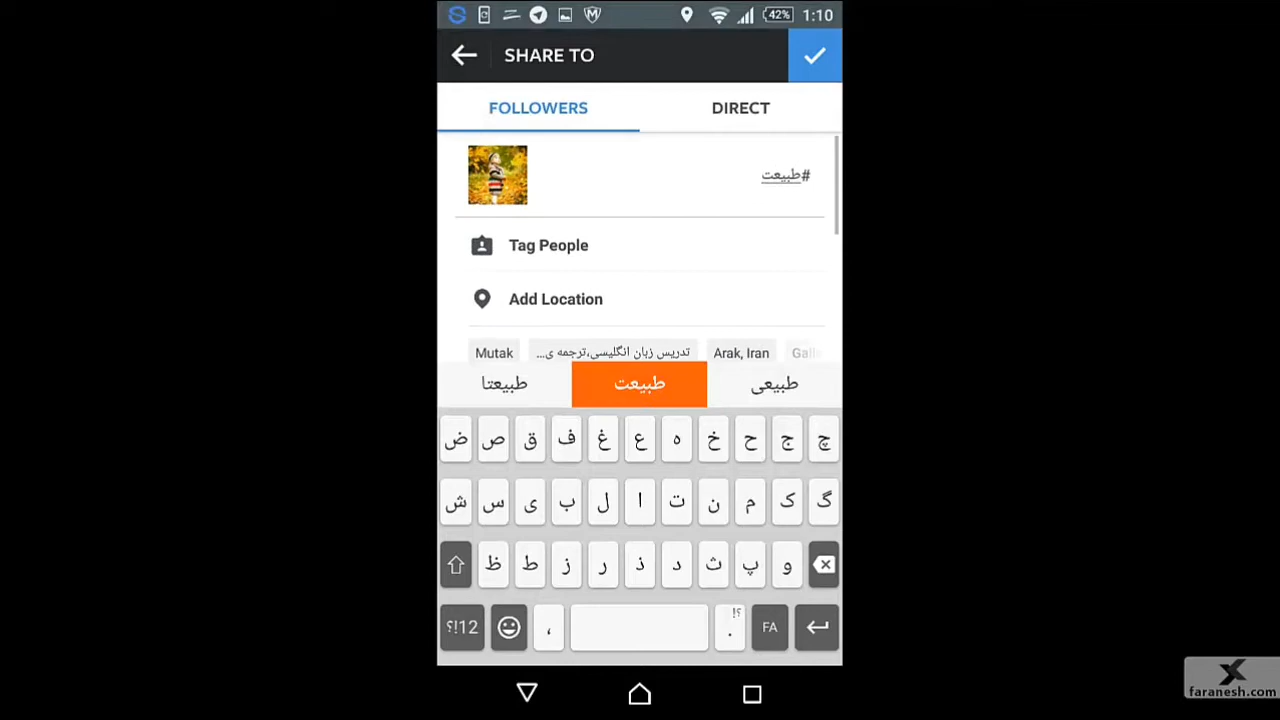 42% 1:10
SHARE TO
FOLLOWERS DIRECT
#طبیعت
Tag People
Add Location
Mutak تدریس زبان انگلیسی،ترجمه ی... Arak, Iran Gall
طبیعتا طبیعت طبیعی
ض ص ق ف غ ع ه خ ح ج چ
ش س ی ب ل ا ت ن م ک گ
ظ ط ز ر ذ د ث پ و
؟!12 ، . !؟ FA
faranesh.com